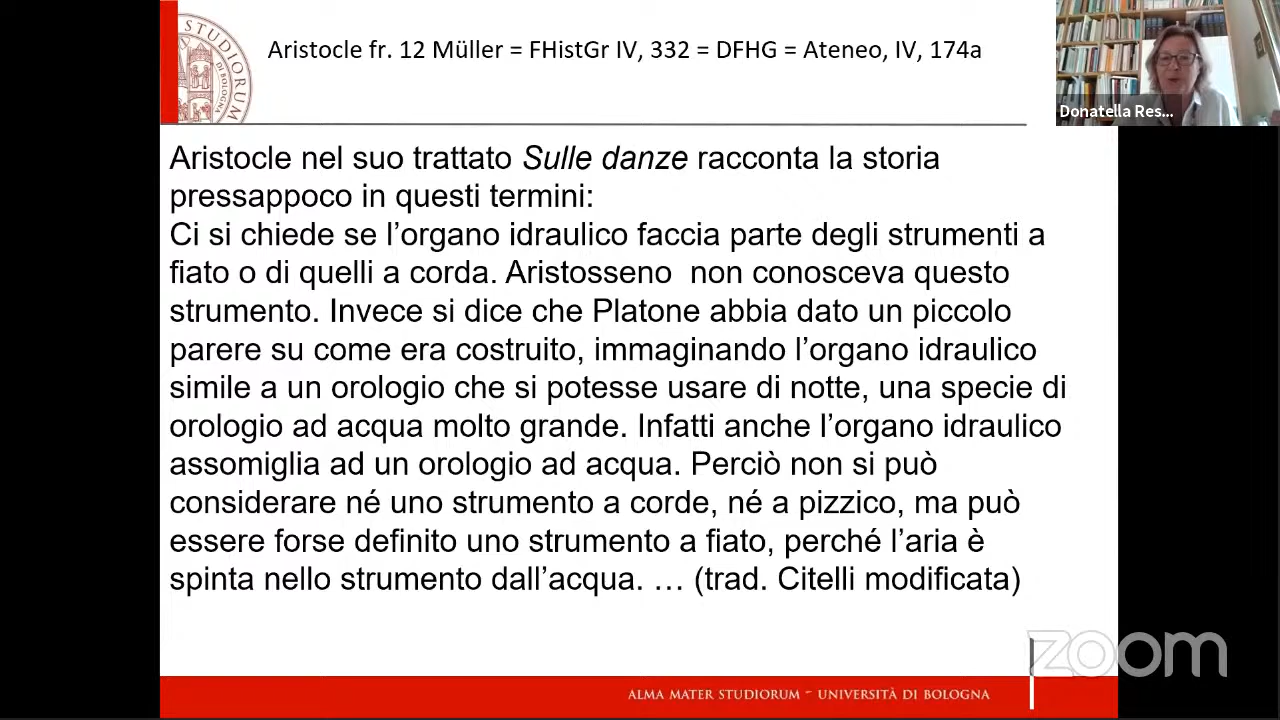 Aristocle fr. 12 Müller = FHistGr IV, 332 = DFHG = Ateneo, IV, 174a
Donatella Res...
Aristocle nel suo trattato Sulle danze racconta la storia
pressappoco in questi termini:
Ci si chiede se l’organo idraulico faccia parte degli strumenti a
fiato o di quelli a corda. Aristosseno non conosceva questo
strumento. Invece si dice che Platone abbia dato un piccolo
parere su come era costruito, immaginando l’organo idraulico
simile a un orologio che si potesse usare di notte, una specie di
orologio ad acqua molto grande. Infatti anche l’organo idraulico
assomiglia ad un orologio ad acqua. Perciò non si può
considerare né uno strumento a corde, né a pizzico, ma può
essere forse definito uno strumento a fiato, perché l’aria è
spinta nello strumento dall’acqua. … (trad. Citelli modificata)
zoom
ALMA MATER STUDIORUM – UNIVERSITÀ DI BOLOGNA